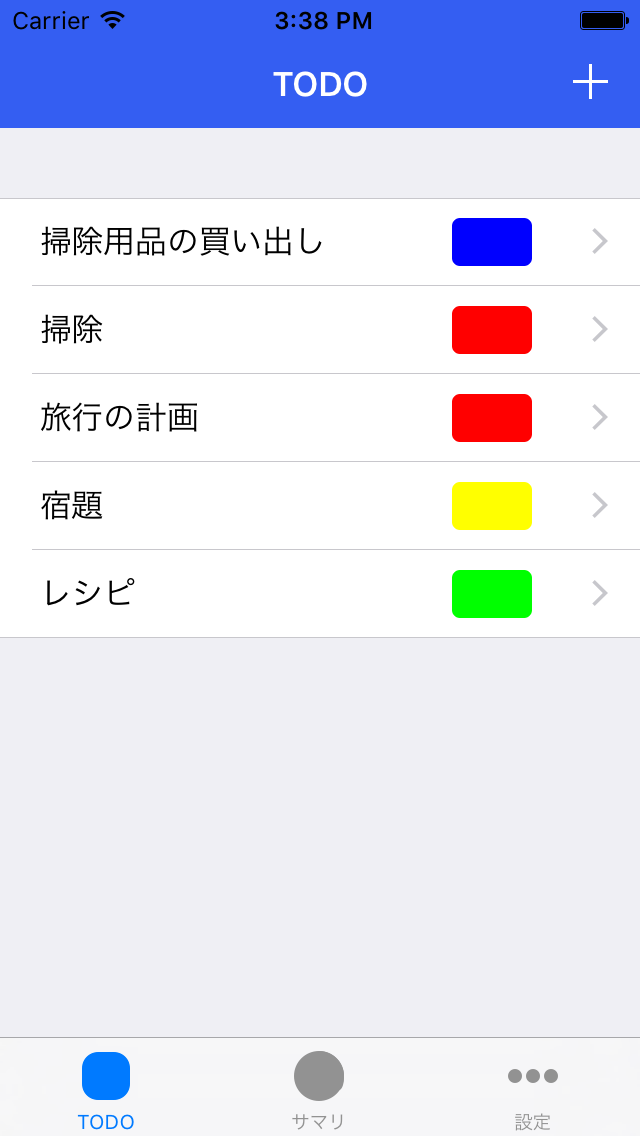 Carrier 3:38 PM
TODO
掃除用品の買い出し
掃除
旅行の計画
宿題
レシピ
TODO サマリ 設定